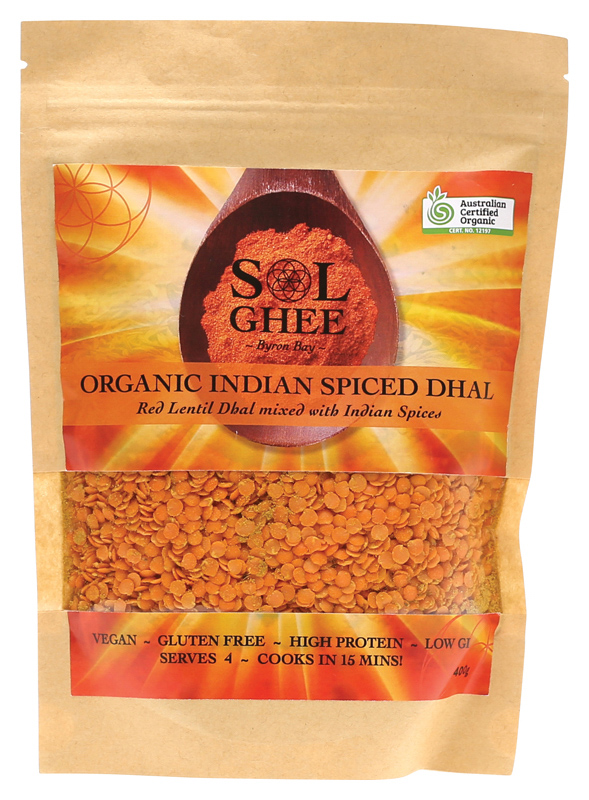 Australian
Certified
Organic
CERT. NO. 12197
SOL
GHEE
~ Byron Bay ~
ORGANIC INDIAN SPICED DHAL
Red Lentil Dhal mixed with Indian Spices
VEGAN ~ GLUTEN FREE ~ HIGH PROTEIN ~ LOW GI
SERVES 4 ~ COOKS IN 15 MINS!
400g